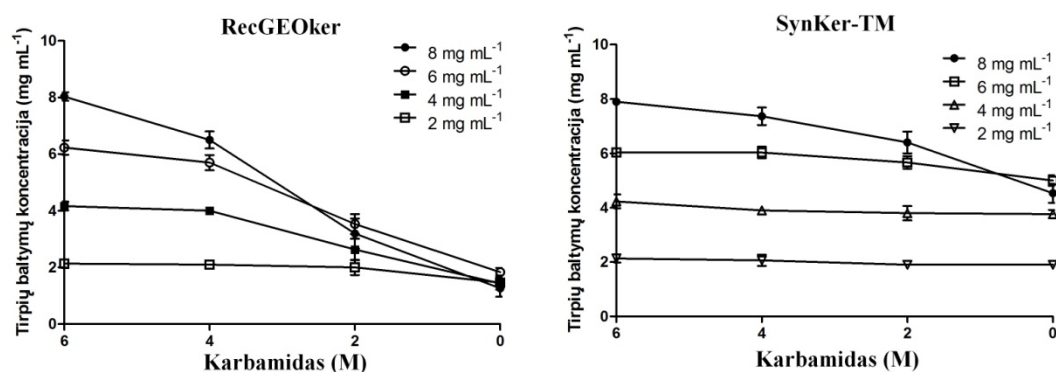 RecGEOker
Tirpių baltymų koncentracija (mg mL⁻¹)
10
8
6
4
2
0
8 mg mL⁻¹
6 mg mL⁻¹
4 mg mL⁻¹
2 mg mL⁻¹
6
4
2
0
Karbamidas (M)
SynKer-TM
Tirpių baltymų koncentracija (mg mL⁻¹)
10
8
6
4
2
0
8 mg mL⁻¹
6 mg mL⁻¹
4 mg mL⁻¹
2 mg mL⁻¹
6
4
2
0
Karbamidas (M)